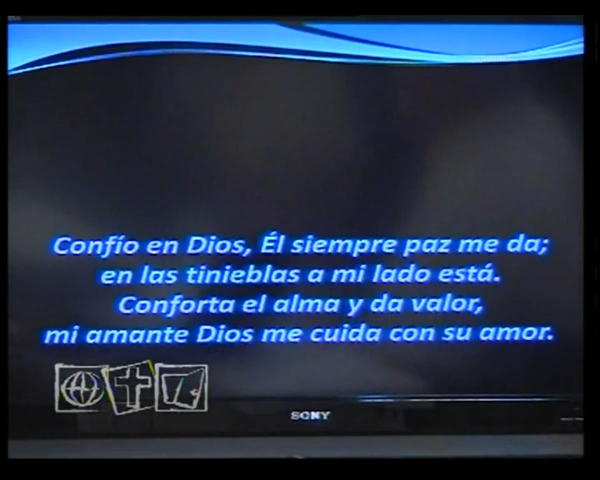 Confío en Dios, Él siempre paz me da;
en las tinieblas a mi lado está.
Conforta el alma y da valor,
mi amante Dios me cuida con su amor.
SONY